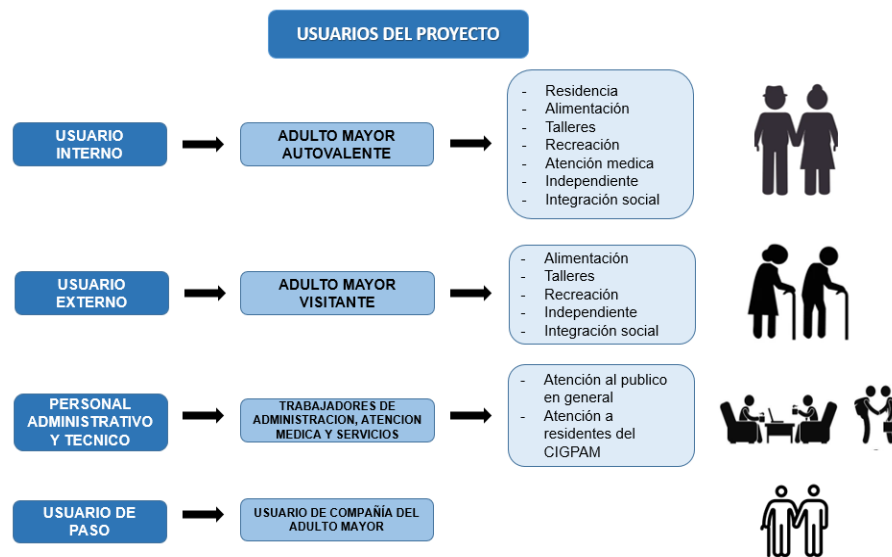 USUARIOS DEL PROYECTO
USUARIO
INTERNO
ADULTO MAYOR
AUTOVALENTE
- Residencia
- Alimentación
- Talleres
- Recreación
- Atención medica
- Independiente
- Integración social
USUARIO
EXTERNO
ADULTO MAYOR
VISITANTE
- Alimentación
- Talleres
- Recreación
- Independiente
- Integración social
PERSONAL
ADMINISTRATIVO
Y TECNICO
TRABAJADORES DE
ADMINISTRACION, ATENCION
MEDICA Y SERVICIOS
- Atención al publico
en general
- Atención a
residentes del
CIGPAM
USUARIO DE
PASO
USUARIO DE COMPAÑÍA DEL
ADULTO MAYOR